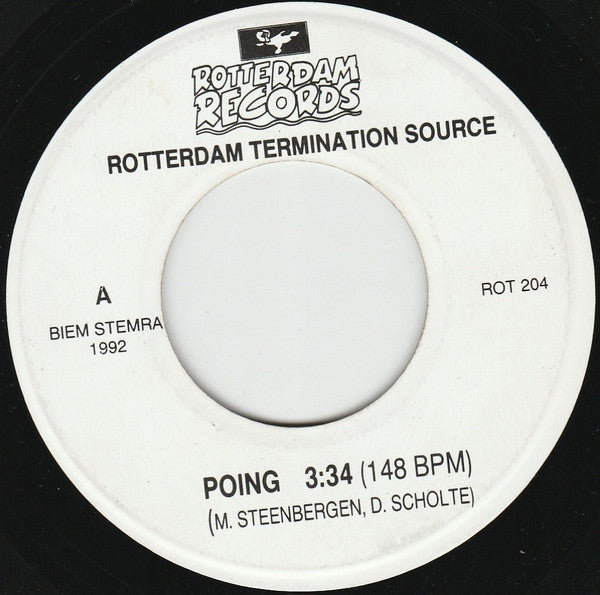 ROTTERDAM
RECORDS
ROTTERDAM TERMINATION SOURCE
A
BIEM STEMRA
1992
ROT 204
POING 3:34 (148 BPM)
(M. STEENBERGEN, D. SCHOLTE)